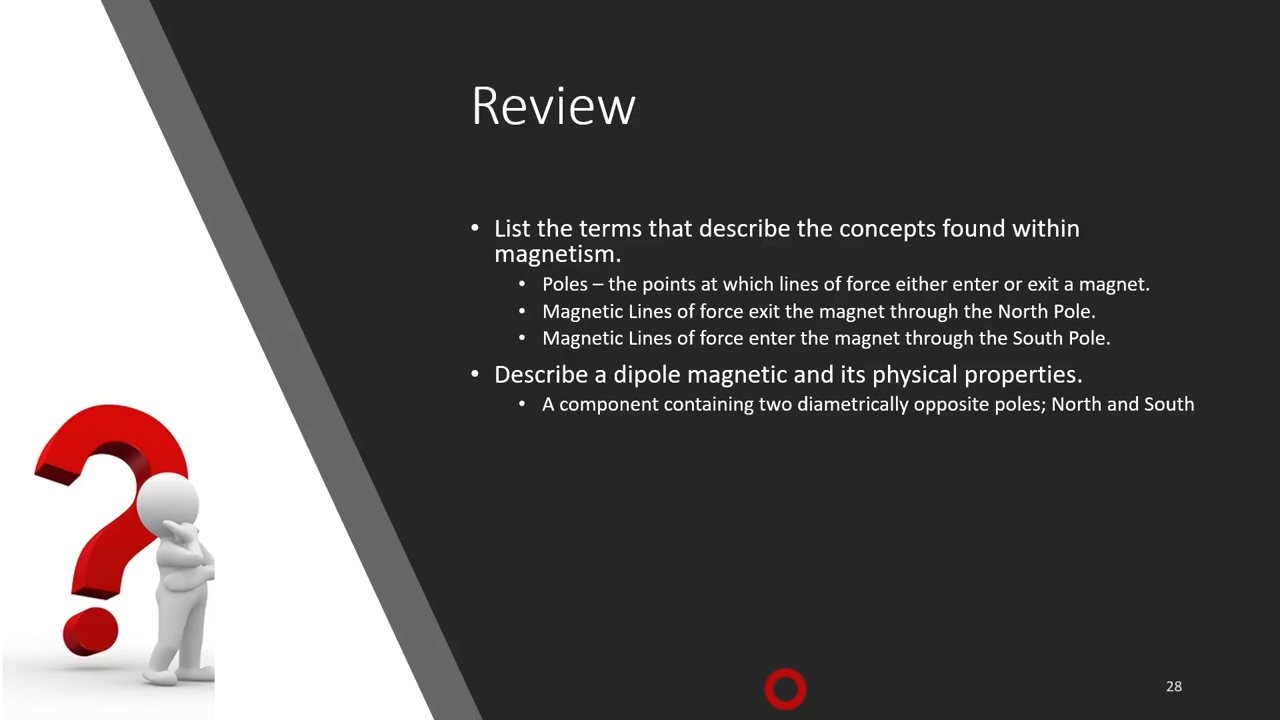 Review
• List the terms that describe the concepts found within
magnetism.
• Poles – the points at which lines of force either enter or exit a magnet.
• Magnetic Lines of force exit the magnet through the North Pole.
• Magnetic Lines of force enter the magnet through the South Pole.
• Describe a dipole magnetic and its physical properties.
• A component containing two diametrically opposite poles; North and South
28